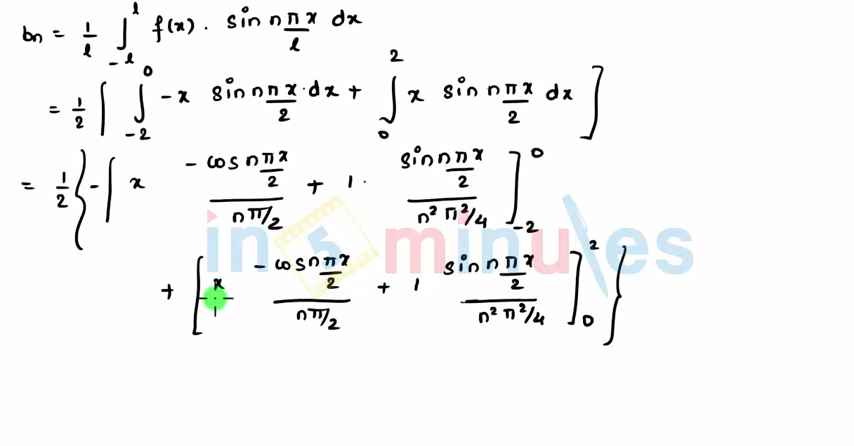 bn = 1/l ∫_{-l}^{l} f(x) · sin nπx/l dx
= 1/2 [ ∫_{-2}^{0} -x sin nπx/2 · dx + ∫_{0}^{2} x sin nπx/2 dx ]
= 1/2 { -[ x (-cos nπx/2)/(nπ/2) + 1 · (sin nπx/2)/(n²π²/4) ]_{-2}^{0}
in 5 minutes
+ [ x (-cos nπx/2)/(nπ/2) + 1 (sin nπx/2)/(n²π²/4) ]_{0}^{2} }